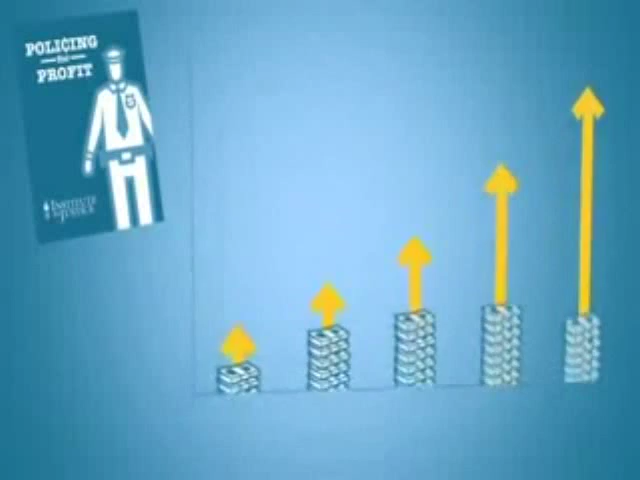 POLICING
for
PROFIT
INSTITUTE
for JUSTICE